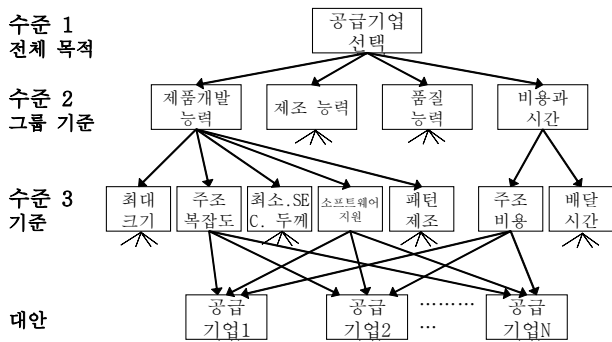 수준 1
전체 목적
공급기업
선택
수준 2
그룹 기준
제품개발
능력
제조 능력
품질
능력
비용과
시간
수준 3
기준
최대
크기
주조
복잡도
최소.SE
C. 두께
소프트웨어
지원
패턴
제조
주조
비용
배달
시간
대안
공급
기업1
공급
기업2
.........
...
공급
기업N